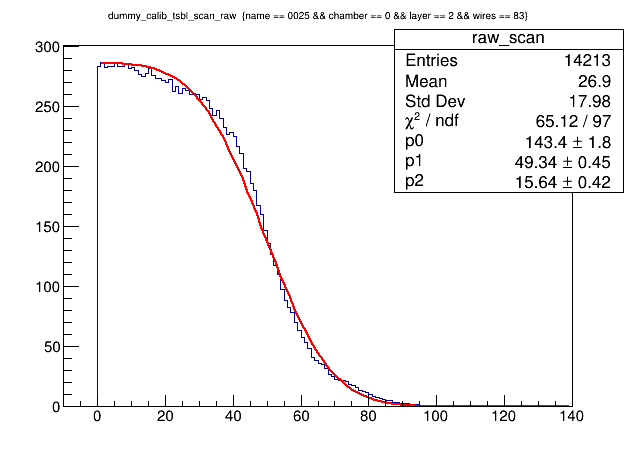 dummy_calib_tsbl_scan_raw {name == 0025 && chamber == 0 && layer == 2 && wires == 83}
raw_scan
Entries 14213
Mean 26.9
Std Dev 17.98
χ² / ndf 65.12 / 97
p0 143.4 ± 1.8
p1 49.34 ± 0.45
p2 15.64 ± 0.42
300
250
200
150
100
50
0
0 20 40 60 80 100 120 140